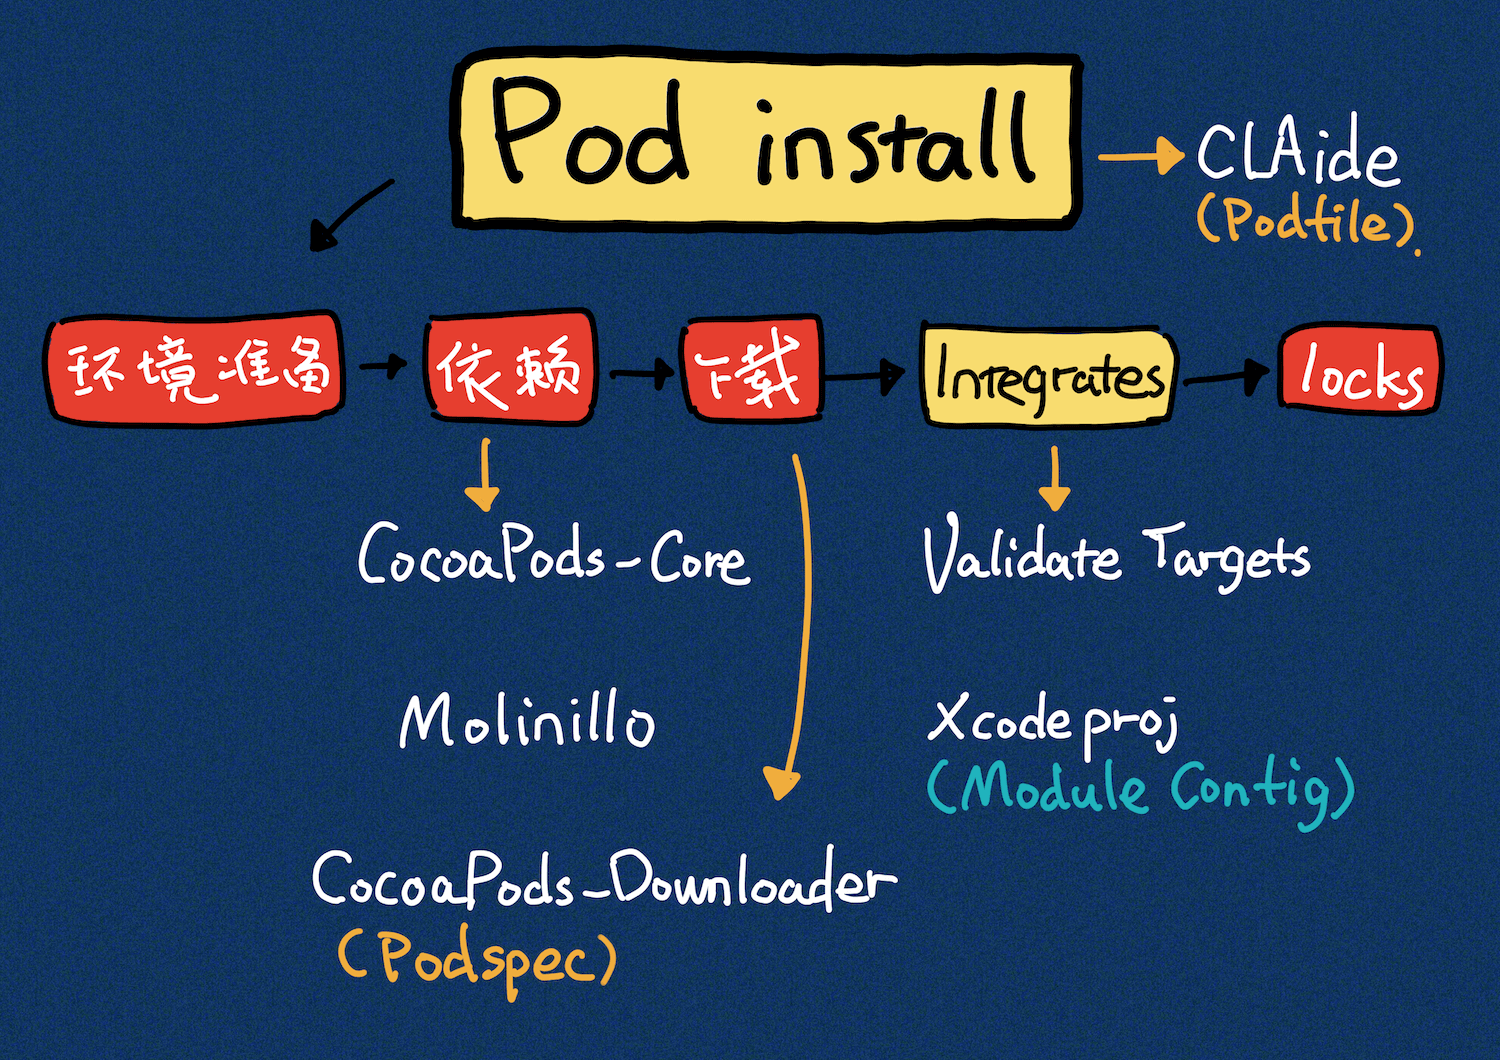 Pod install
CLAide
(Podfile).
环境准备
依赖
下载
Integrates
locks
CocoaPods-Core
Validate Targets
Molinillo
Xcodeproj
(Module Config)
CocoaPods-Downloader
(Podspec)